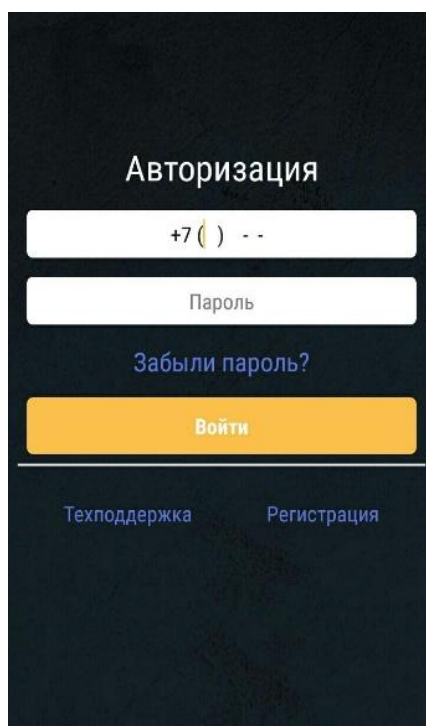 Авторизация
+7 ( ) - -
Пароль
Забыли пароль?
Войти
Техподдержка Регистрация